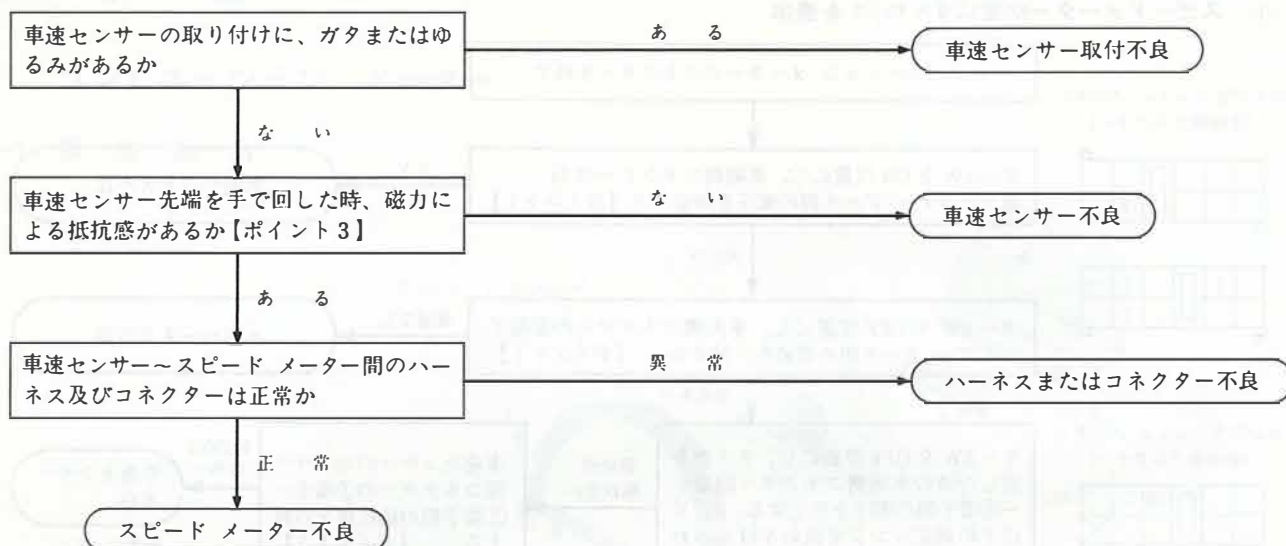 車速センサーの取り付けに、ガタまたはゆ
るみがあるか
ある
車速センサー取付不良
ない
車速センサー先端を手で回した時、磁力に
よる抵抗感があるか【ポイント3】
ない
車速センサー不良
ある
車速センサー~スピード メーター間のハー
ネス及びコネクターは正常か
異常
ハーネスまたはコネクター不良
正常
スピード メーター不良